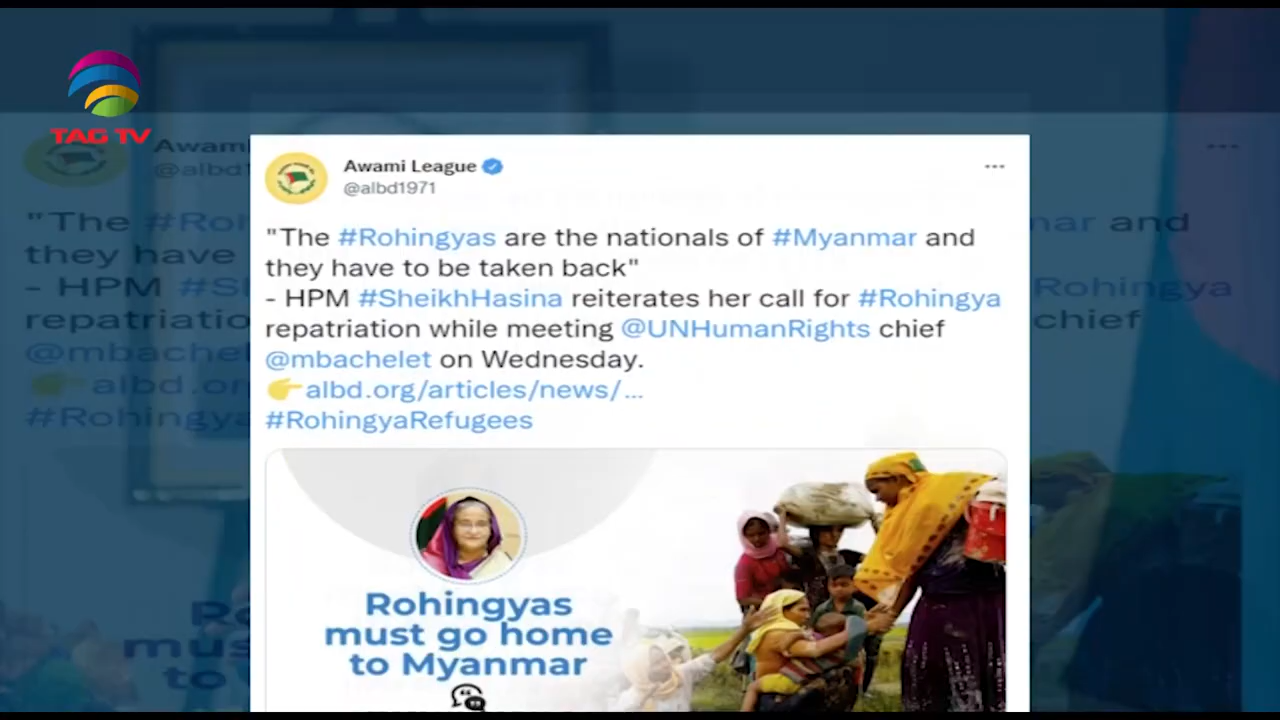 TAG TV
Awami League
@albd1971
"The #Rohingyas are the nationals of #Myanmar and
they have to be taken back"
- HPM #SheikhHasina reiterates her call for #Rohingya
repatriation while meeting @UNHumanRights chief
@mbachelet on Wednesday.
👉albd.org/articles/news/...
#RohingyaRefugees
Rohingyas
must go home
to Myanmar